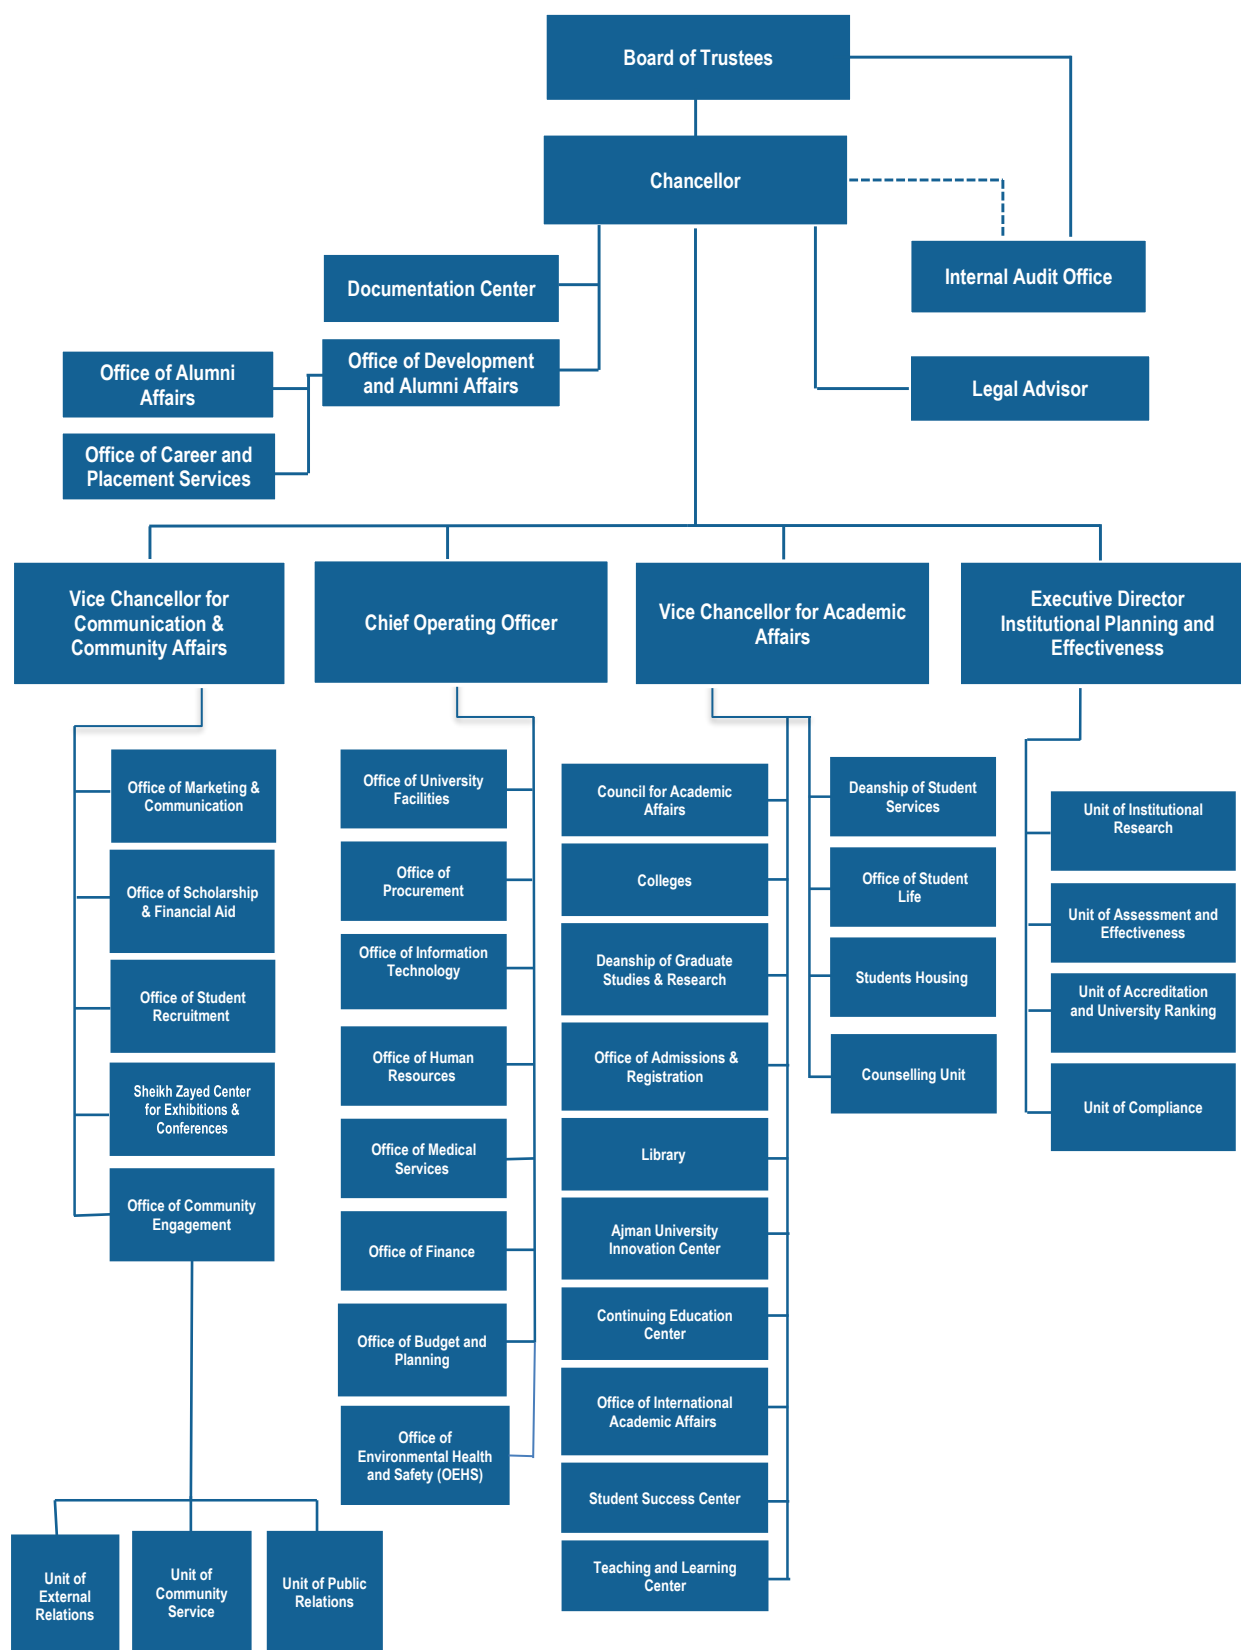 Board of Trustees
Chancellor
Internal Audit Office
Documentation Center
Legal Advisor
Office of Development
and Alumni Affairs
Office of Alumni
Affairs
Office of Career and
Placement Services
Vice Chancellor for
Communication &
Community Affairs
Chief Operating Officer
Vice Chancellor for Academic
Affairs
Executive Director
Institutional Planning and
Effectiveness
Office of Marketing &
Communication
Office of Scholarship
& Financial Aid
Office of Student
Recruitment
Sheikh Zayed Center
for Exhibitions &
Conferences
Office of Community
Engagement
Unit of
External
Relations
Unit of
Community
Service
Unit of Public
Relations
Office of University
Facilities
Office of
Procurement
Office of Information
Technology
Office of Human
Resources
Office of Medical
Services
Office of Finance
Office of Budget and
Planning
Office of
Environmental Health
and Safety (OEHS)
Council for Academic
Affairs
Colleges
Deanship of Graduate
Studies & Research
Office of Admissions &
Registration
Library
Ajman University
Innovation Center
Continuing Education
Center
Office of International
Academic Affairs
Student Success Center
Teaching and Learning
Center
Deanship of Student
Services
Office of Student
Life
Students Housing
Counselling Unit
Unit of Institutional
Research
Unit of Assessment and
Effectiveness
Unit of Accreditation
and University Ranking
Unit of Compliance